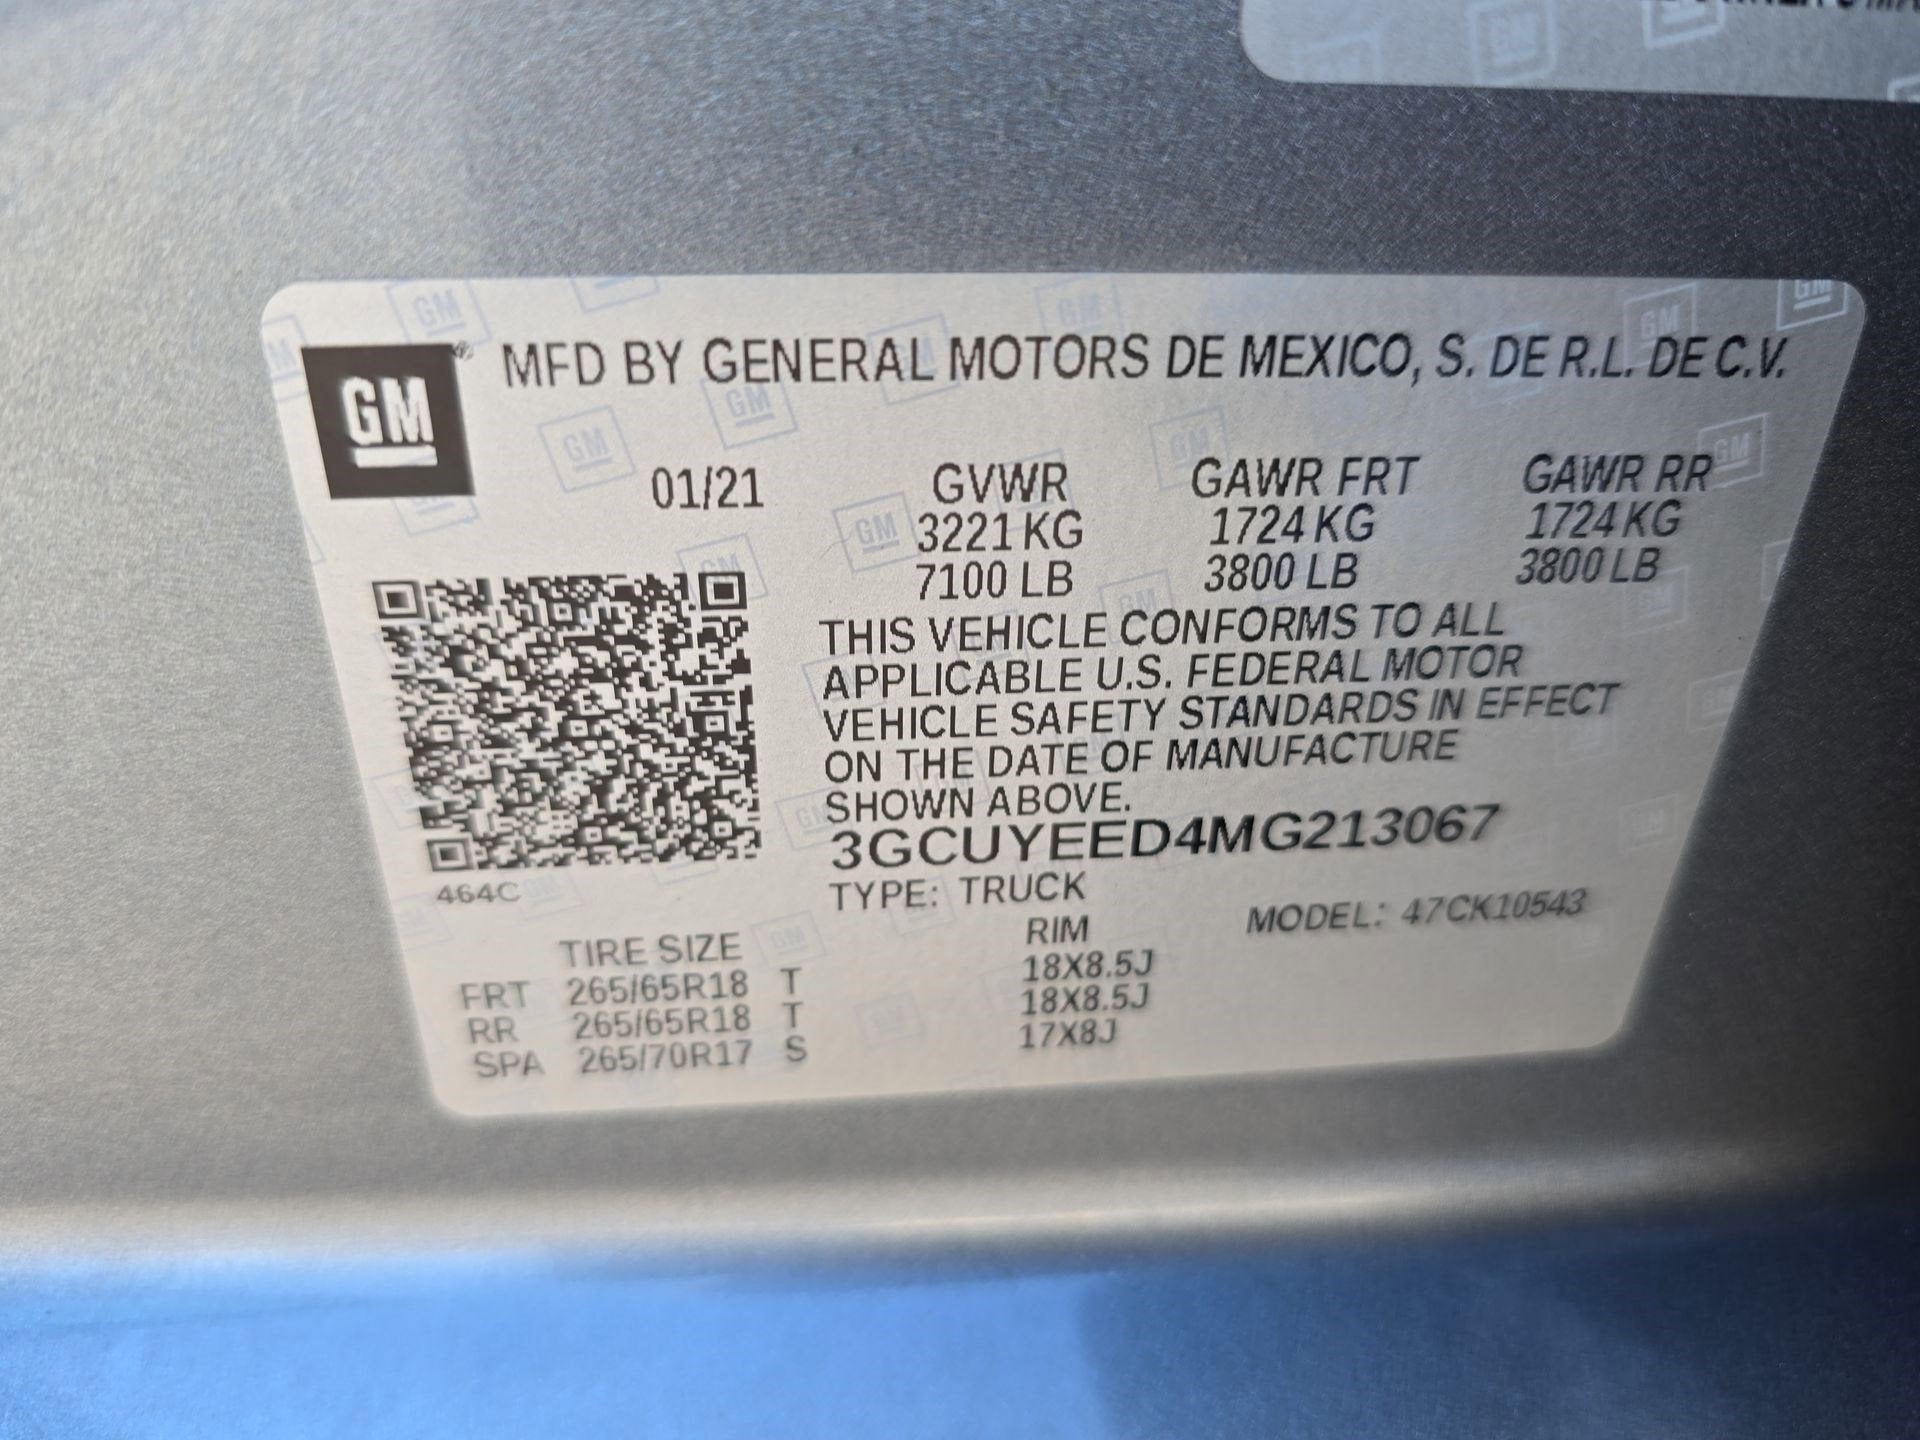 GM
MFD BY GENERAL MOTORS DE MEXICO, S. DE R.L. DE C.V.
01/21 GVWR GAWR FRT GAWR RR
3221 KG 1724 KG 1724 KG
7100 LB 3800 LB 3800 LB
THIS VEHICLE CONFORMS TO ALL
APPLICABLE U.S. FEDERAL MOTOR
VEHICLE SAFETY STANDARDS IN EFFECT
ON THE DATE OF MANUFACTURE
SHOWN ABOVE.
3GCUYEED4MG213067
464C
TYPE: TRUCK MODEL: 47CK10543
TIRE SIZE RIM
FRT 265/65R18 T 18X8.5J
RR 265/65R18 T 18X8.5J
SPA 265/70R17 S 17X8J